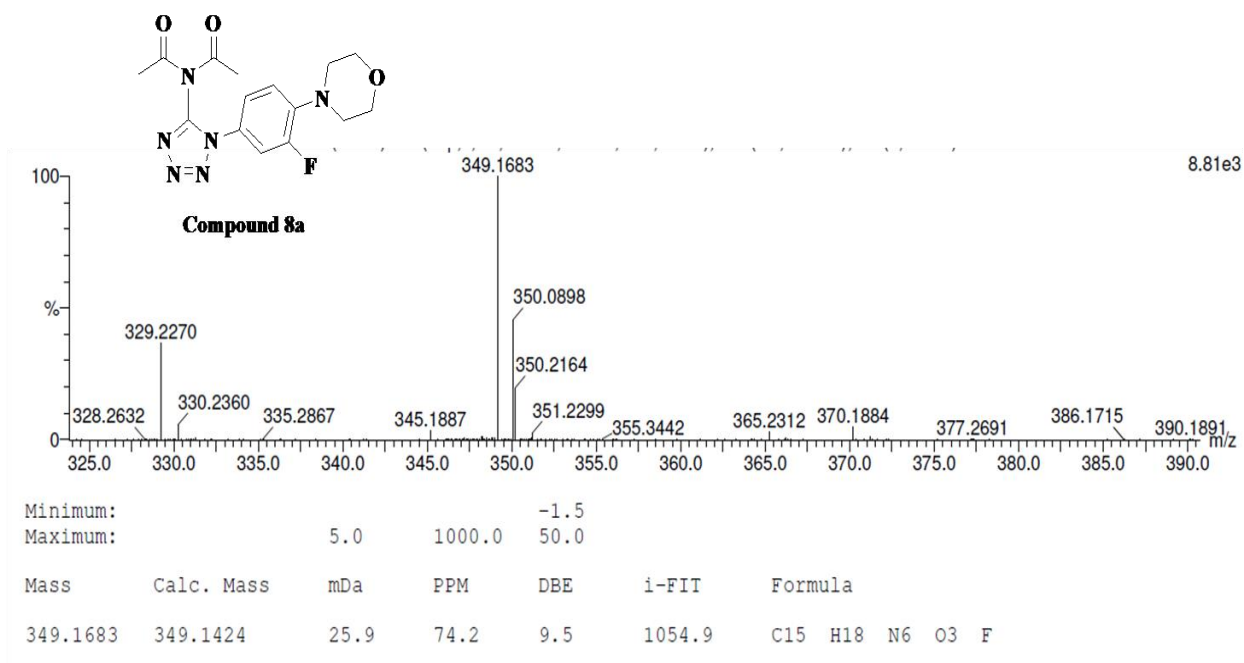 O O
N
N O
N N F
N=N
Compound 8a
349.1683 8.81e3
100
350.0898
%
329.2270
350.2164
328.2632 330.2360 335.2867 345.1887 351.2299 355.3442 365.2312 370.1884 377.2691 386.1715 390.1891
0 m/z
325.0 330.0 335.0 340.0 345.0 350.0 355.0 360.0 365.0 370.0 375.0 380.0 385.0 390.0
Minimum: -1.5
Maximum: 5.0 1000.0 50.0
Mass Calc. Mass mDa PPM DBE i-FIT Formula
349.1683 349.1424 25.9 74.2 9.5 1054.9 C15 H18 N6 O3 F